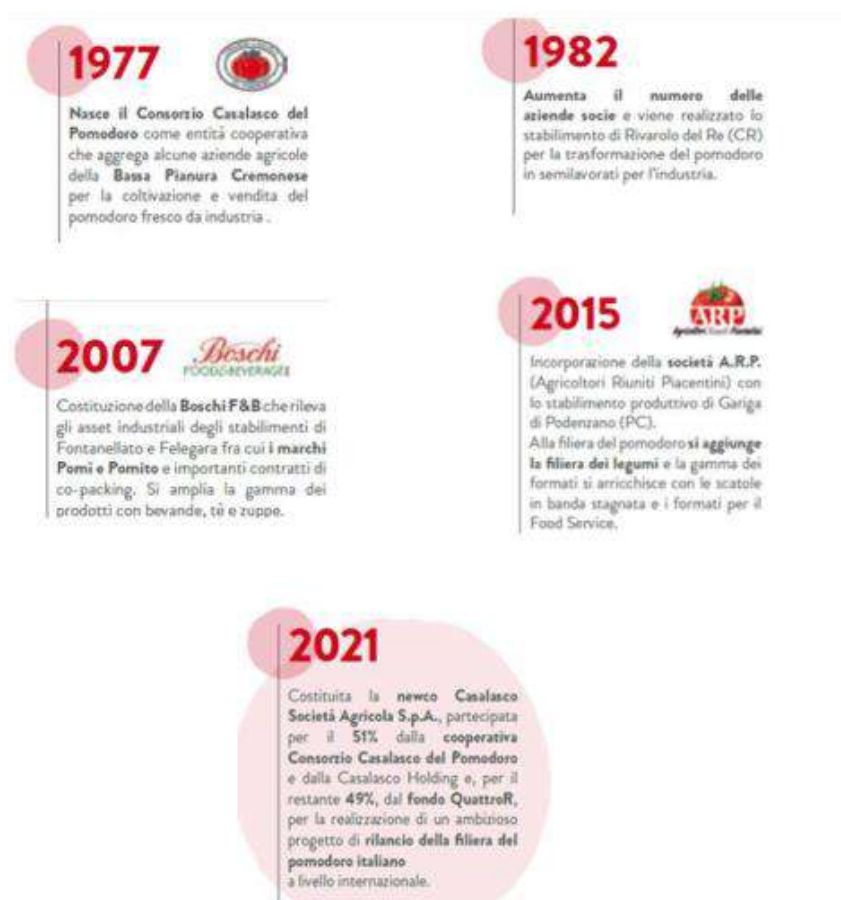 1977
Nasce il Consorzio Casalasco del
Pomodoro come entità cooperativa
che aggrega alcune aziende agricole
della Bassa Pianura Cremonese
per la coltivazione e vendita del
pomodoro fresco da industria .
1982
Aumenta il numero delle
aziende socie e viene realizzato lo
stabilimento di Rivarolo del Re (CR)
per la trasformazione del pomodoro
in semilavorati per l'industria.
2007
Boschi
FOOD&BEVERAGE
Costituzione della Boschi F&B che rileva
gli asset industriali degli stabilimenti di
Fontanellato e Felegara fra cui i marchi
Pomì e Pomito e importanti contratti di
co-packing. Si amplia la gamma dei
prodotti con bevande, tè e zuppe.
2015
ARP
Agricoltori Riuniti Piacentini
Incorporazione della società A.R.P.
(Agricoltori Riuniti Piacentini) con
lo stabilimento produttivo di Gariga
di Podenzano (PC).
Alla filiera del pomodoro si aggiunge
la filiera dei legumi e la gamma dei
formati si arricchisce con le scatole
in banda stagnata e i formati per il
Food Service.
2021
Costituita la newco Casalasco
Società Agricola S.p.A., partecipata
per il 51% dalla cooperativa
Consorzio Casalasco del Pomodoro
e dalla Casalasco Holding e, per il
restante 49%, dal fondo QuattroR,
per la realizzazione di un ambizioso
progetto di rilancio della filiera del
pomodoro italiano
a livello internazionale.